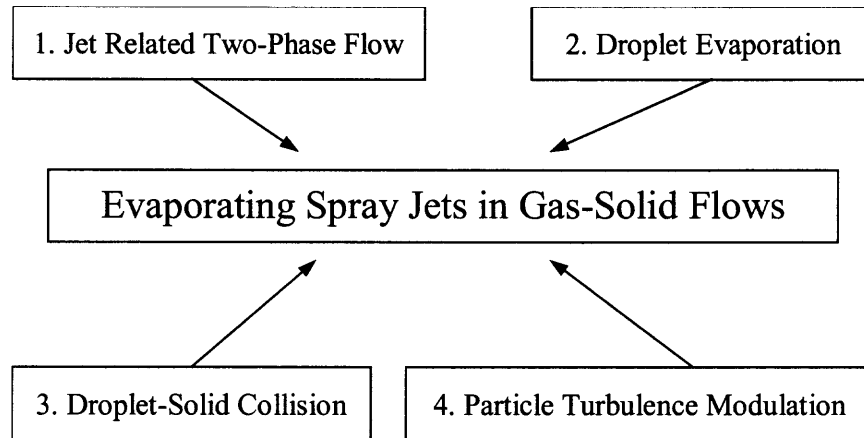 1. Jet Related Two-Phase Flow
2. Droplet Evaporation
Evaporating Spray Jets in Gas-Solid Flows
3. Droplet-Solid Collision
4. Particle Turbulence Modulation